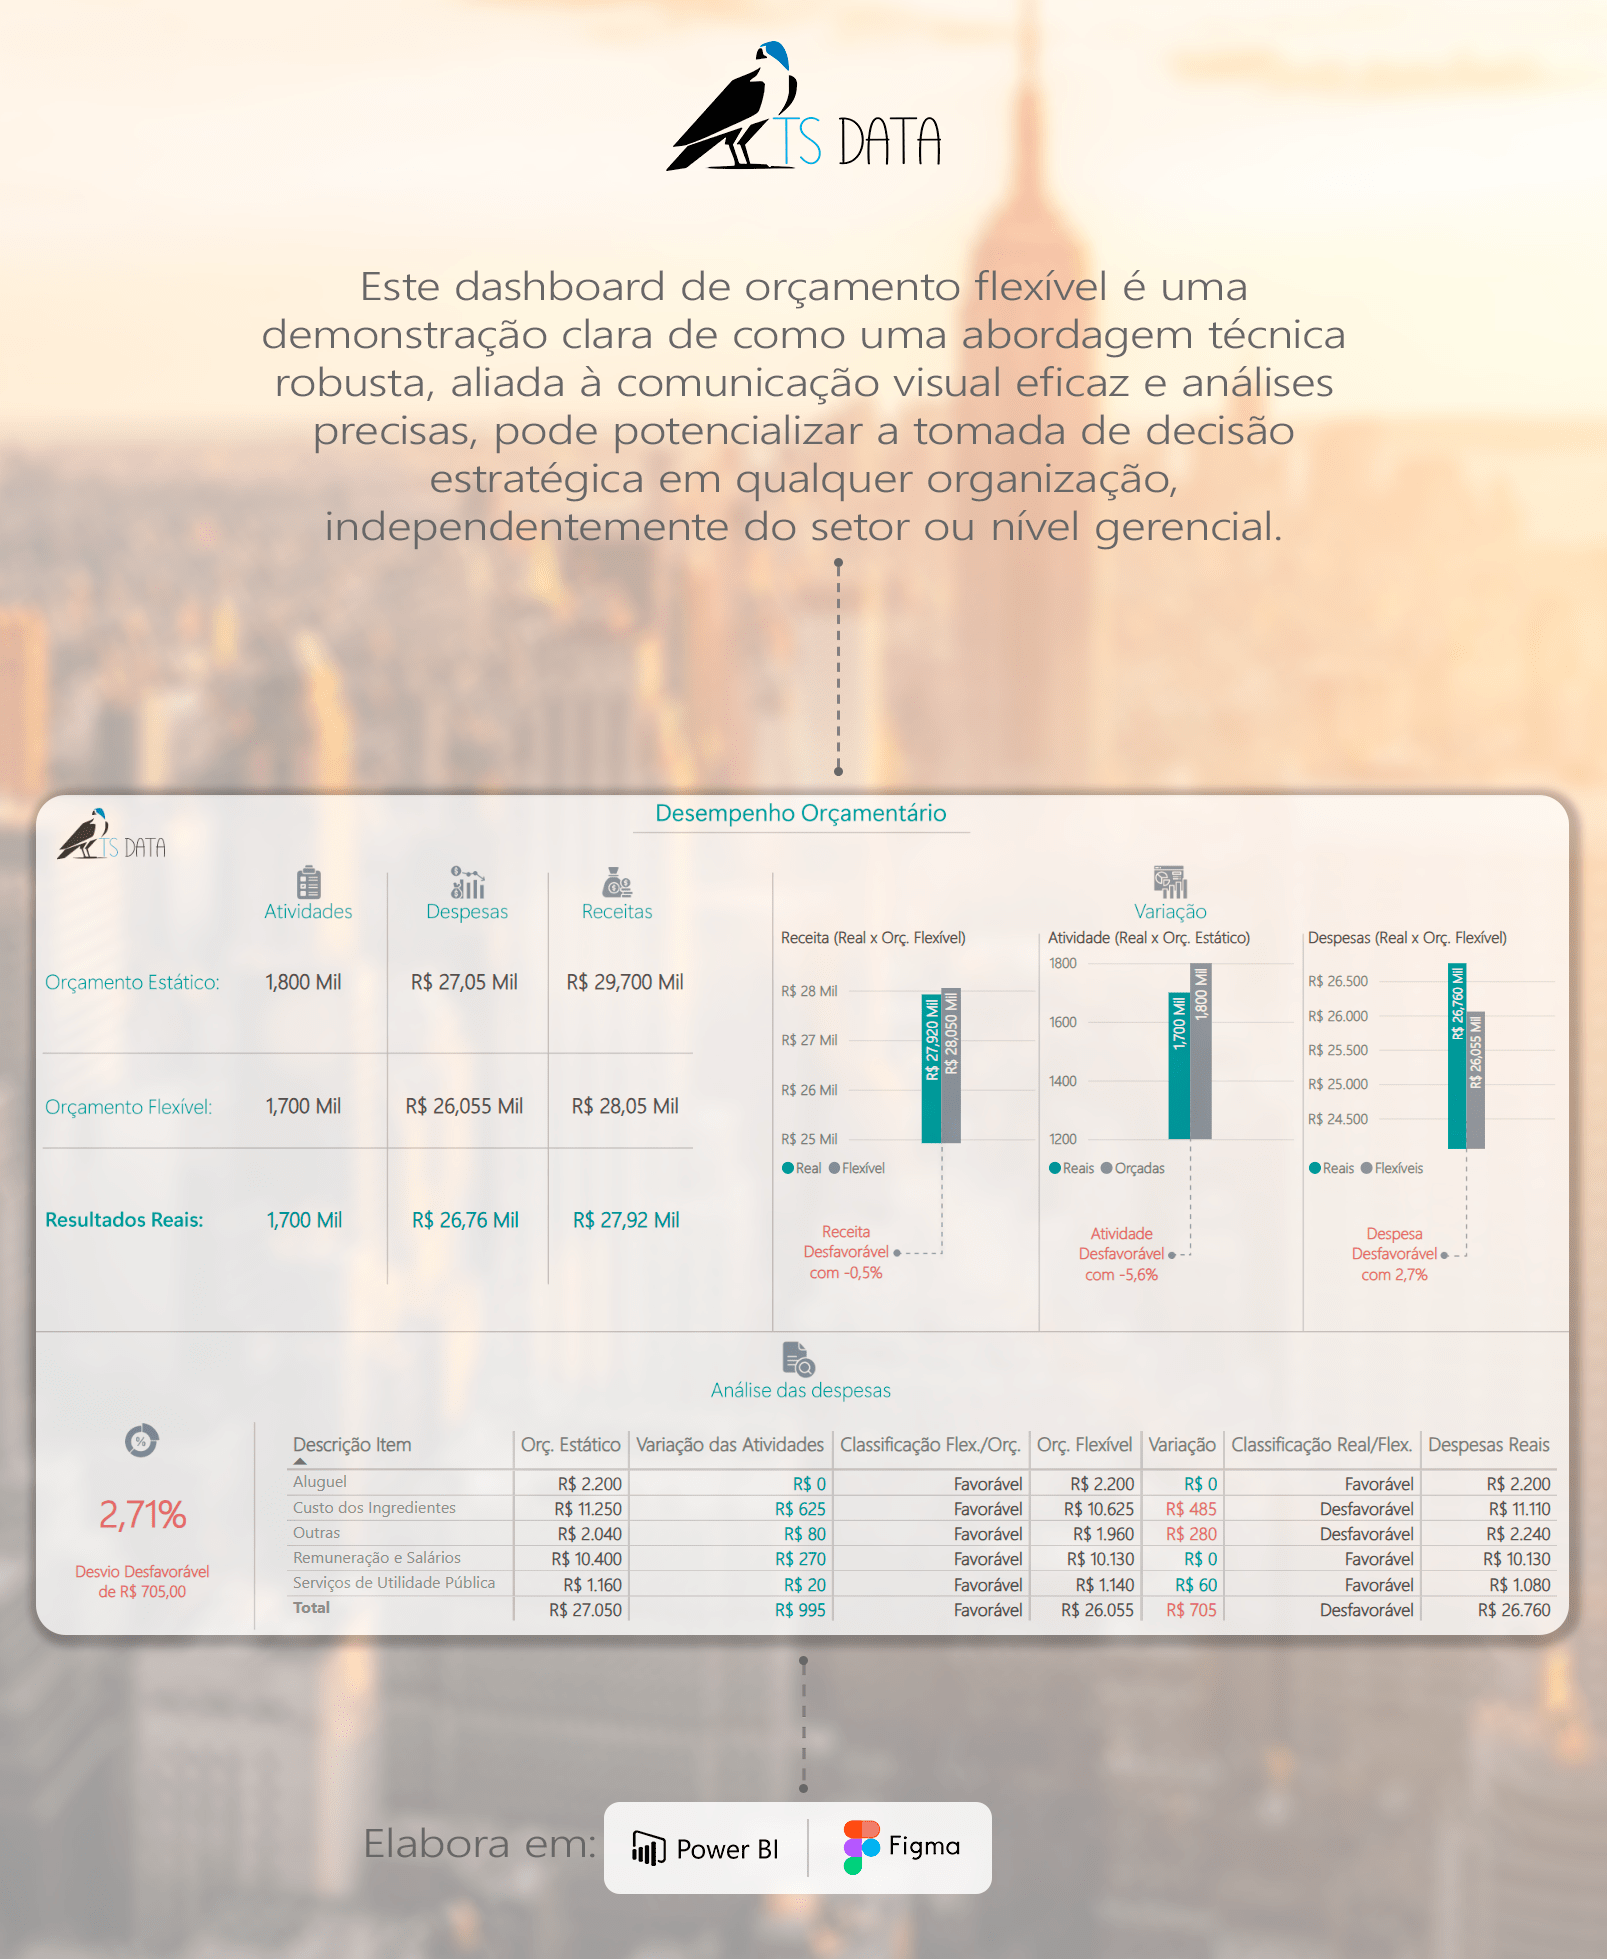 TS DATA
Este dashboard de orçamento flexível é uma
demonstração clara de como uma abordagem técnica
robusta, aliada à comunicação visual eficaz e análises
precisas, pode potencializar a tomada de decisão
estratégica em qualquer organização,
independentemente do setor ou nível gerencial.
TS DATA
Desempenho Orçamentário
Atividades Despesas Receitas
Orçamento Estático: 1,800 Mil R$ 27,05 Mil R$ 29,700 Mil
Orçamento Flexível: 1,700 Mil R$ 26,055 Mil R$ 28,05 Mil
Resultados Reais: 1,700 Mil R$ 26,76 Mil R$ 27,92 Mil
Variação
Receita (Real x Orç. Flexível)
R$ 28 Mil
R$ 27 Mil
R$ 26 Mil
R$ 25 Mil
R$ 27,920 Mil
R$ 28,050 Mil
Real Flexível
Receita
Desfavorável
com -0,5%
Atividade (Real x Orç. Estático)
1800
1600
1400
1200
1,700 Mil
1,800 Mil
Reais Orçadas
Atividade
Desfavorável
com -5,6%
Despesas (Real x Orç. Flexível)
R$ 26.500
R$ 26.000
R$ 25.500
R$ 25.000
R$ 24.500
R$ 26,760 Mil
R$ 26,055 Mil
Reais Flexíveis
Despesa
Desfavorável
com 2,7%
Análise das despesas
%
2,71%
Desvio Desfavorável
de R$ 705,00
Descrição Item Orç. Estático Variação das Atividades Classificação Flex./Orç. Orç. Flexível Variação Classificação Real/Flex. Despesas Reais
Aluguel R$ 2.200 R$ 0 Favorável R$ 2.200 R$ 0 Favorável R$ 2.200
Custo dos Ingredientes R$ 11.250 R$ 625 Favorável R$ 10.625 R$ 485 Desfavorável R$ 11.110
Outras R$ 2.040 R$ 80 Favorável R$ 1.960 R$ 280 Desfavorável R$ 2.240
Remuneração e Salários R$ 10.400 R$ 270 Favorável R$ 10.130 R$ 0 Favorável R$ 10.130
Serviços de Utilidade Pública R$ 1.160 R$ 20 Favorável R$ 1.140 R$ 60 Favorável R$ 1.080
Total R$ 27.050 R$ 995 Favorável R$ 26.055 R$ 705 Desfavorável R$ 26.760
Elabora em: Power BI Figma